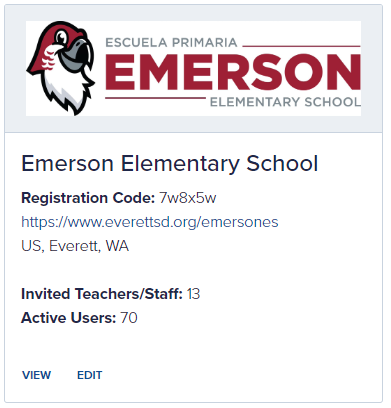 ESCUELA PRIMARIA
EMERSON
ELEMENTARY SCHOOL
Emerson Elementary School
Registration Code: 7w8x5w
https://www.everettsd.org/emersones
US, Everett, WA
Invited Teachers/Staff: 13
Active Users: 70
VIEW EDIT